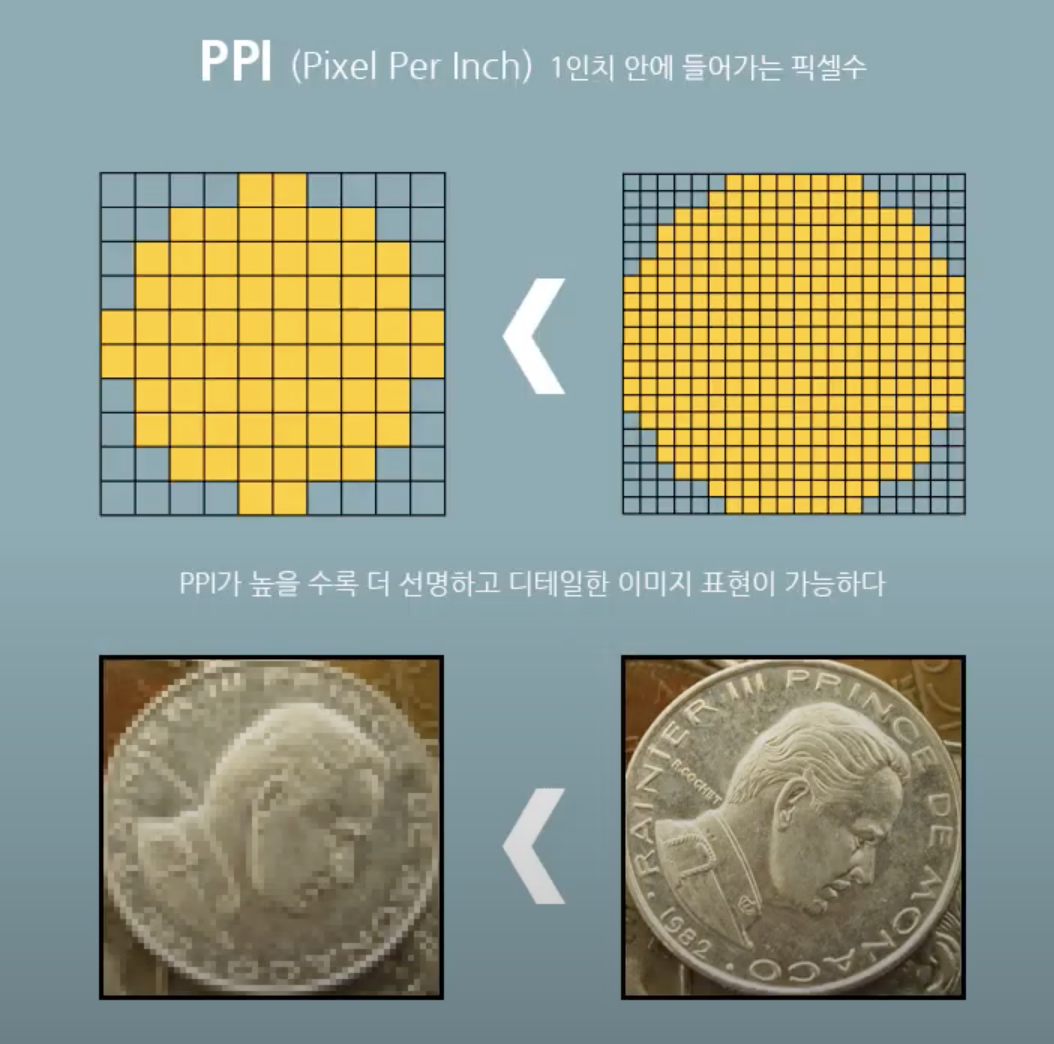 PPI (Pixel Per Inch) 1인치 안에 들어가는 픽셀수
PPI가 높을 수록 더 선명하고 디테일한 이미지 표현이 가능하다
RAINIER III PRINCE DE MONACO
R.COCHET
1982